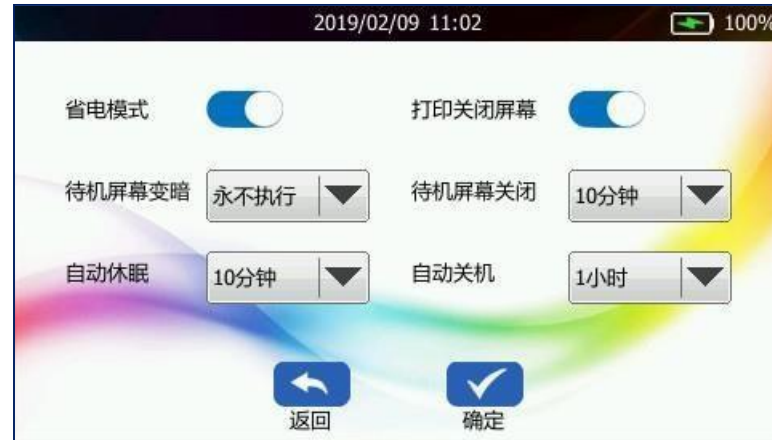 2019/02/09 11:02 100%
省电模式 打印关闭屏幕
待机屏幕变暗 永不执行 待机屏幕关闭 10分钟
自动休眠 10分钟 自动关机 1小时
返回 确定